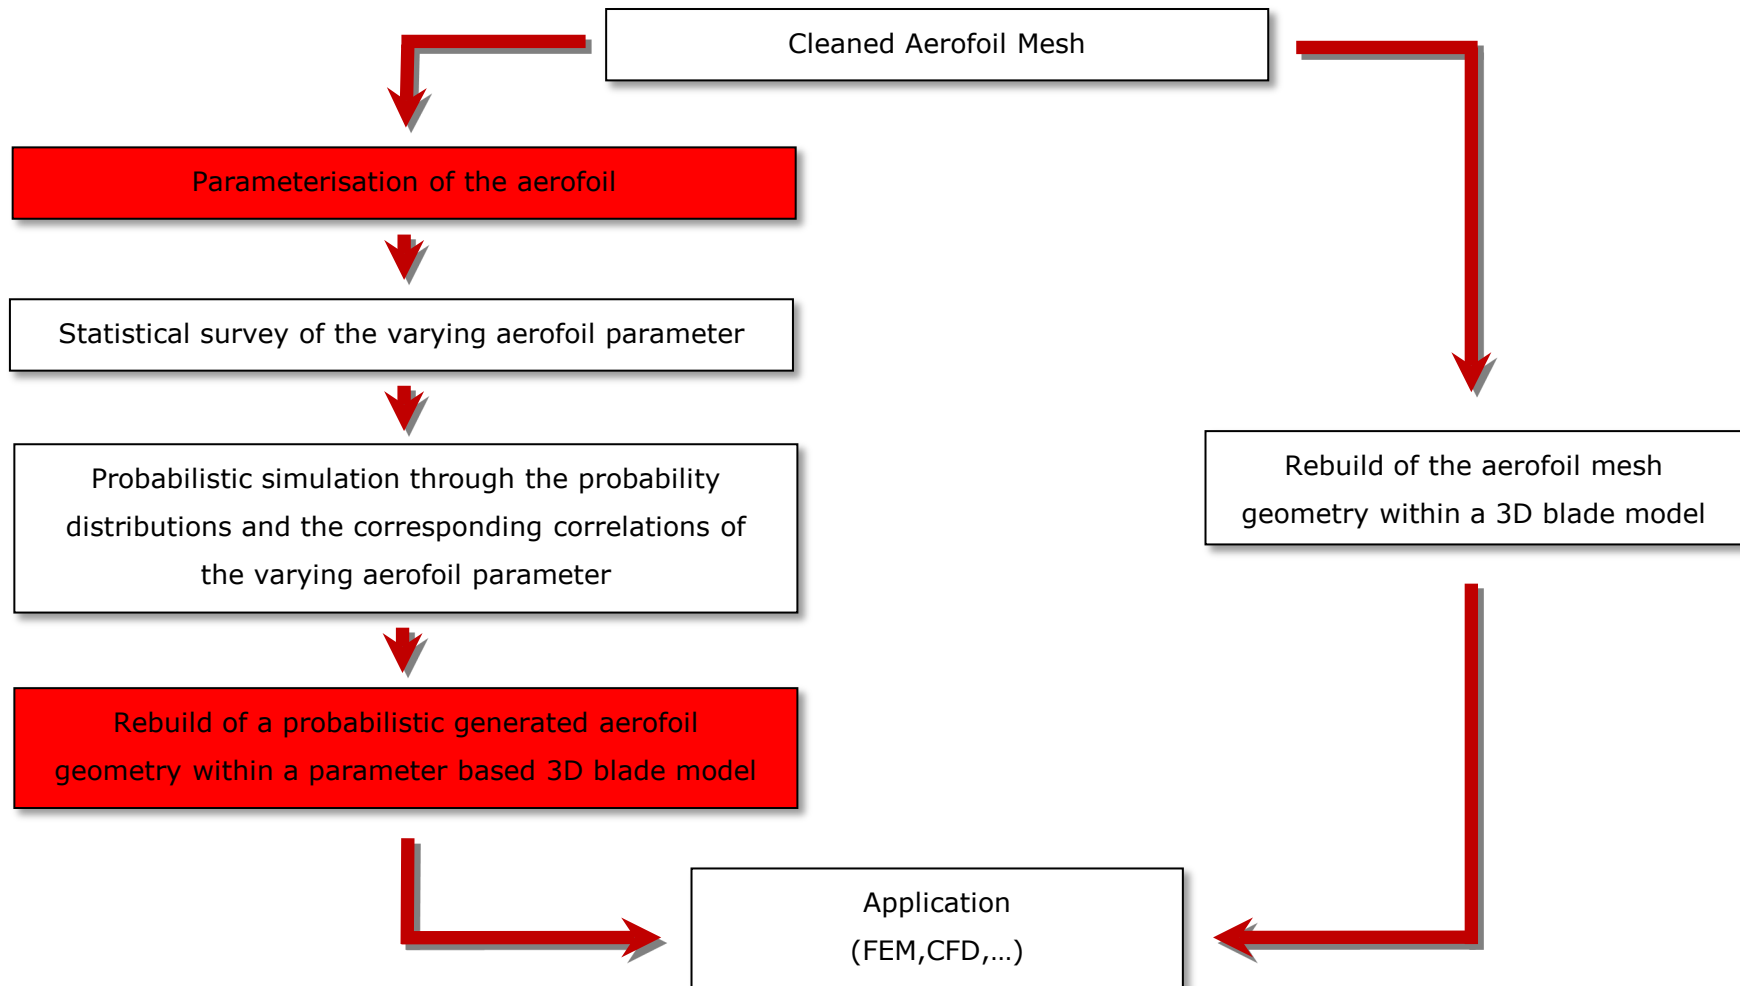 Cleaned Aerofoil Mesh
Parameterisation of the aerofoil
Statistical survey of the varying aerofoil parameter
Probabilistic simulation through the probability
distributions and the corresponding correlations of
the varying aerofoil parameter
Rebuild of a probabilistic generated aerofoil
geometry within a parameter based 3D blade model
Rebuild of the aerofoil mesh
geometry within a 3D blade model
Application
(FEM,CFD,…)